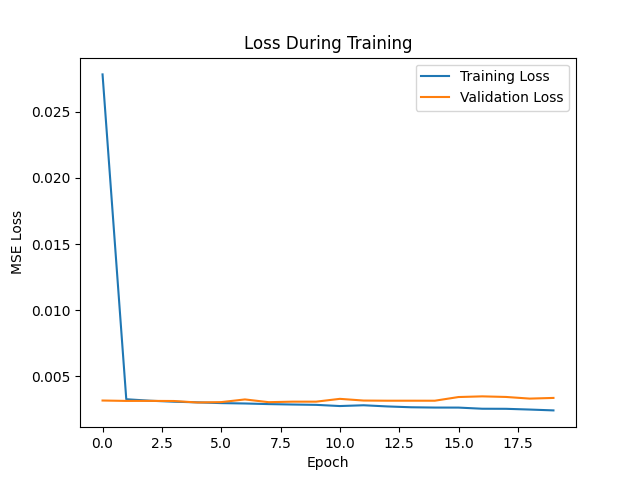 Loss During Training
Training Loss
Validation Loss
0.025
0.020
0.015
0.010
0.005
MSE Loss
0.0
2.5
5.0
7.5
10.0
12.5
15.0
17.5
Epoch